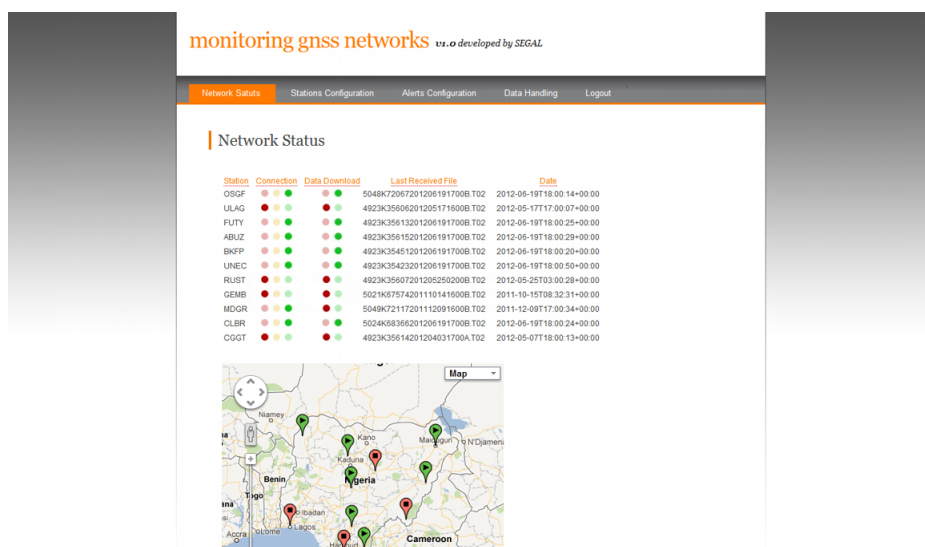 monitoring gnss networks v1.0 developed by SEGAL
Network Satuts Stations Configuration Alerts Configuration Data Handling Logout
Network Status
Station Connection Data Download Last Received File Date
OSGF 5048K72067201206191700B.T02 2012-06-19T18:00:14+00:00
ULAG 4923K35606201205171600B.T02 2012-05-17T17:00:07+00:00
FUTY 4923K35613201206191700B.T02 2012-06-19T18:00:25+00:00
ABUZ 4923K35615201206191700B.T02 2012-06-19T18:00:29+00:00
BKFP 4923K35451201206191700B.T02 2012-06-19T18:00:20+00:00
UNEC 4923K35423201206191700B.T02 2012-06-19T18:00:50+00:00
RUST 4923K35607201205250200B.T02 2012-05-25T03:00:28+00:00
GEMB 5021K67574201110141600B.T02 2011-10-15T08:32:31+00:00
MDGR 5049K72117201112091600B.T02 2011-12-09T17:00:34+00:00
CLBR 5024K68366201206191700B.T02 2012-06-19T18:00:24+00:00
CGGT 4923K35614201204031700A.T02 2012-05-07T18:00:13+00:00
Map
Niamey
Kano
N'Djamen
Kaduna
Benin
Togo
Ibadan
Lagos
Lome
Accra
Cameroon